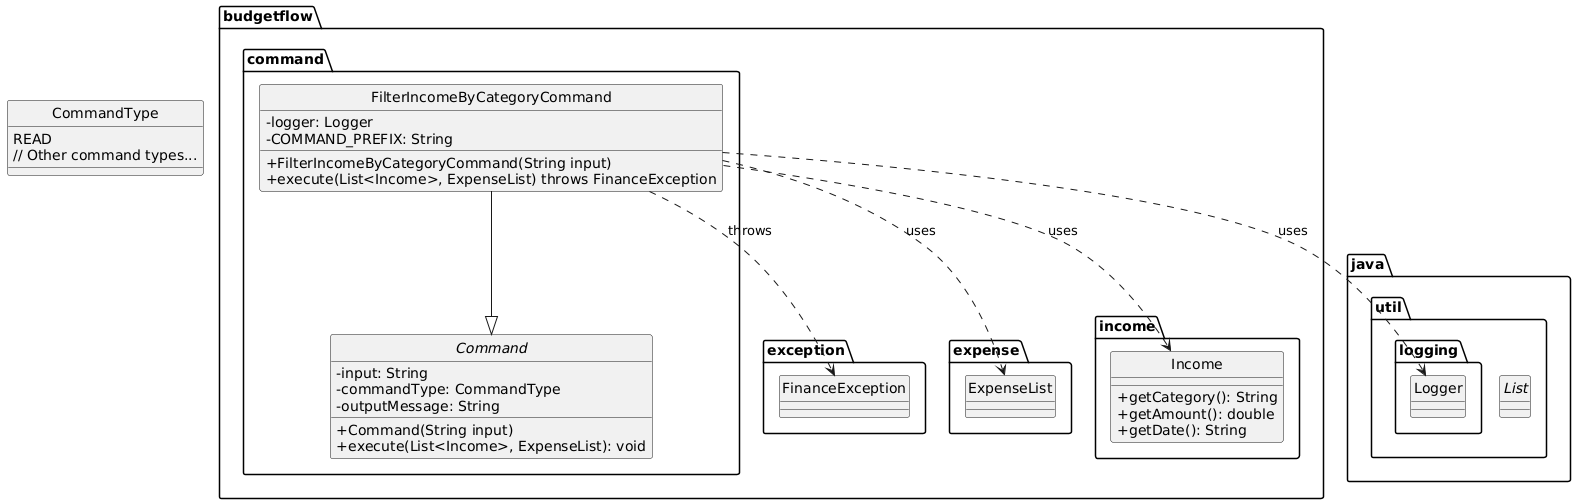 budgetflow
command
FilterIncomeByCategoryCommand
-logger: Logger
-COMMAND_PREFIX: String
+FilterIncomeByCategoryCommand(String input)
+execute(List<Income>, ExpenseList) throws FinanceException
CommandType
READ
// Other command types...
throws
uses
uses
uses
java
util
logging
Logger
List
income
Income
+getCategory(): String
+getAmount(): double
+getDate(): String
exception
FinanceException
expense
ExpenseList
Command
-input: String
-commandType: CommandType
-outputMessage: String
+Command(String input)
+execute(List<Income>, ExpenseList): void